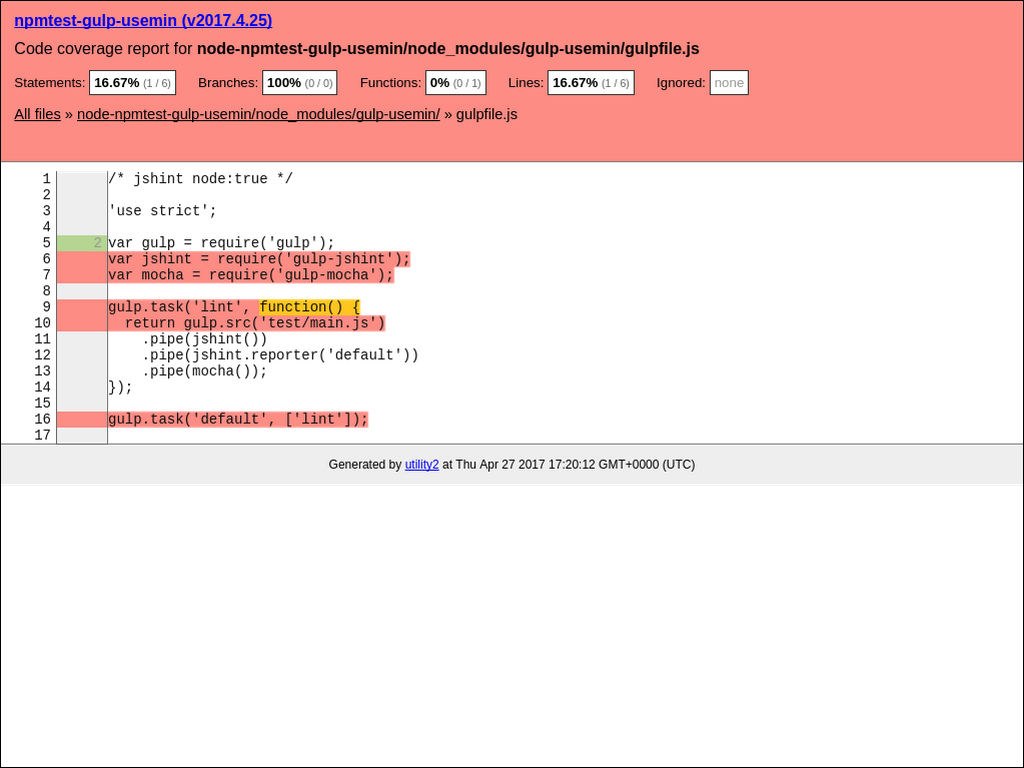 npmtest-gulp-usemin (v2017.4.25)
Code coverage report for node-npmtest-gulp-usemin/node_modules/gulp-usemin/gulpfile.js
Statements: 16.67% (1 / 6) Branches: 100% (0 / 0) Functions: 0% (0 / 1) Lines: 16.67% (1 / 6) Ignored: none
All files » node-npmtest-gulp-usemin/node_modules/gulp-usemin/ » gulpfile.js
1 /* jshint node:true */
2
3 'use strict';
4
5 2 var gulp = require('gulp');
6 var jshint = require('gulp-jshint');
7 var mocha = require('gulp-mocha');
8
9 gulp.task('lint', function() {
10   return gulp.src('test/main.js')
11     .pipe(jshint())
12     .pipe(jshint.reporter('default'))
13     .pipe(mocha());
14 });
15
16 gulp.task('default', ['lint']);
17
Generated by utility2 at Thu Apr 27 2017 17:20:12 GMT+0000 (UTC)